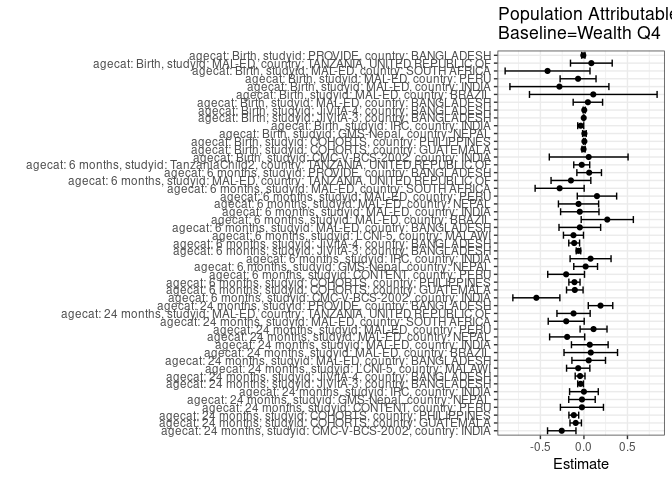 Population Attributable
Baseline=Wealth Q4
agecat: Birth, studyid: PROVIDE, country: BANGLADESH
agecat: Birth, studyid: MAL-ED, country: TANZANIA, UNITED REPUBLIC OF
agecat: Birth, studyid: MAL-ED, country: SOUTH AFRICA
agecat: Birth, studyid: MAL-ED, country: PERU
agecat: Birth, studyid: MAL-ED, country: INDIA
agecat: Birth, studyid: MAL-ED, country: BRAZIL
agecat: Birth, studyid: MAL-ED, country: BANGLADESH
agecat: Birth, studyid: JiVitA-4, country: BANGLADESH
agecat: Birth, studyid: JiVitA-3, country: BANGLADESH
agecat: Birth, studyid: IRC, country: INDIA
agecat: Birth, studyid: GMS-Nepal, country: NEPAL
agecat: Birth, studyid: COHORTS, country: PHILIPPINES
agecat: Birth, studyid: COHORTS, country: GUATEMALA
agecat: Birth, studyid: CMC-V-BCS-2002, country: INDIA
agecat: 6 months, studyid: TanzaniaChild2, country: TANZANIA, UNITED REPUBLIC OF
agecat: 6 months, studyid: PROVIDE, country: BANGLADESH
agecat: 6 months, studyid: MAL-ED, country: TANZANIA, UNITED REPUBLIC OF
agecat: 6 months, studyid: MAL-ED, country: SOUTH AFRICA
agecat: 6 months, studyid: MAL-ED, country: PERU
agecat: 6 months, studyid: MAL-ED, country: NEPAL
agecat: 6 months, studyid: MAL-ED, country: INDIA
agecat: 6 months, studyid: MAL-ED, country: BRAZIL
agecat: 6 months, studyid: MAL-ED, country: BANGLADESH
agecat: 6 months, studyid: LCNI-5, country: MALAWI
agecat: 6 months, studyid: JiVitA-4, country: BANGLADESH
agecat: 6 months, studyid: JiVitA-3, country: BANGLADESH
agecat: 6 months, studyid: IRC, country: INDIA
agecat: 6 months, studyid: GMS-Nepal, country: NEPAL
agecat: 6 months, studyid: CONTENT, country: PERU
agecat: 6 months, studyid: COHORTS, country: PHILIPPINES
agecat: 6 months, studyid: COHORTS, country: GUATEMALA
agecat: 6 months, studyid: CMC-V-BCS-2002, country: INDIA
agecat: 24 months, studyid: PROVIDE, country: BANGLADESH
agecat: 24 months, studyid: MAL-ED, country: TANZANIA, UNITED REPUBLIC OF
agecat: 24 months, studyid: MAL-ED, country: SOUTH AFRICA
agecat: 24 months, studyid: MAL-ED, country: PERU
agecat: 24 months, studyid: MAL-ED, country: NEPAL
agecat: 24 months, studyid: MAL-ED, country: INDIA
agecat: 24 months, studyid: MAL-ED, country: BRAZIL
agecat: 24 months, studyid: MAL-ED, country: BANGLADESH
agecat: 24 months, studyid: LCNI-5, country: MALAWI
agecat: 24 months, studyid: JiVitA-4, country: BANGLADESH
agecat: 24 months, studyid: JiVitA-3, country: BANGLADESH
agecat: 24 months, studyid: IRC, country: INDIA
agecat: 24 months, studyid: GMS-Nepal, country: NEPAL
agecat: 24 months, studyid: CONTENT, country: PERU
agecat: 24 months, studyid: COHORTS, country: PHILIPPINES
agecat: 24 months, studyid: COHORTS, country: GUATEMALA
agecat: 24 months, studyid: CMC-V-BCS-2002, country: INDIA
-0.5 0.0 0.5
Estimate